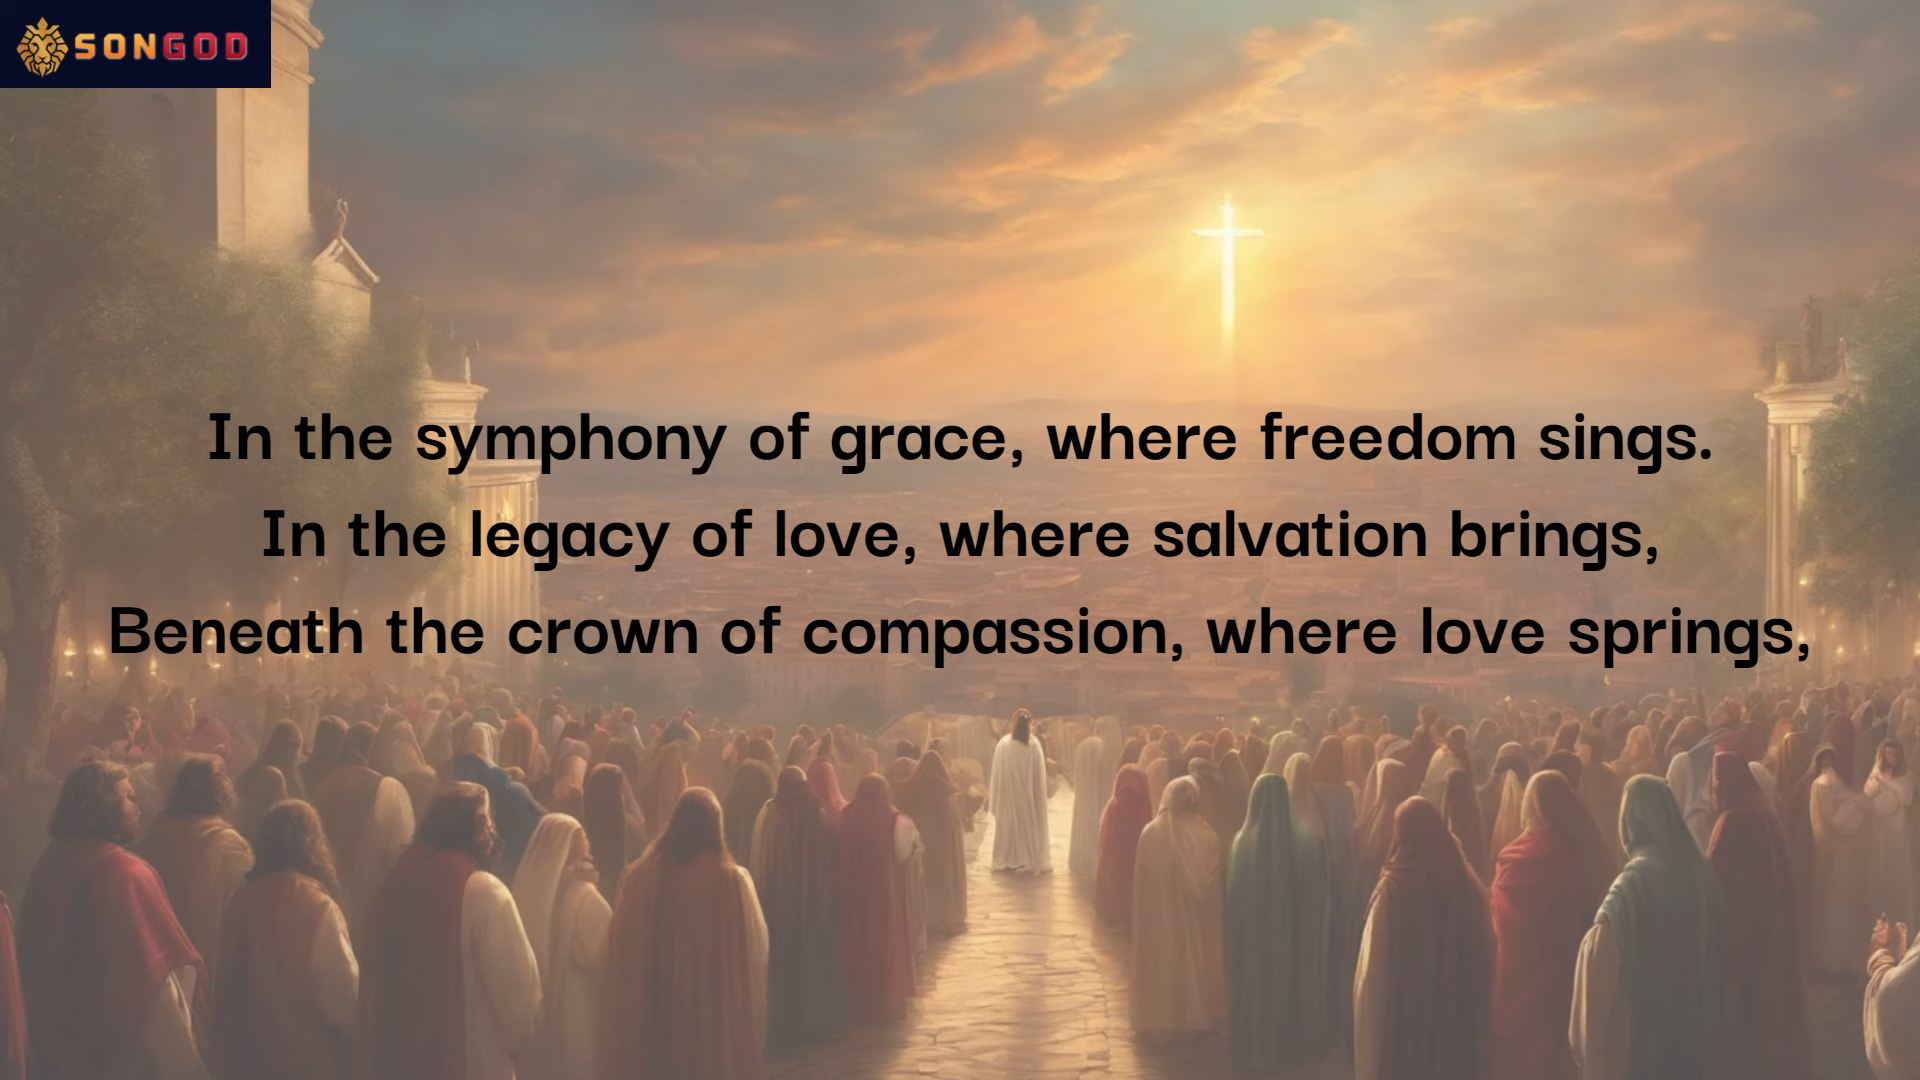 SONGOD
In the symphony of grace, where freedom sings.
In the legacy of love, where salvation brings,
Beneath the crown of compassion, where love springs,